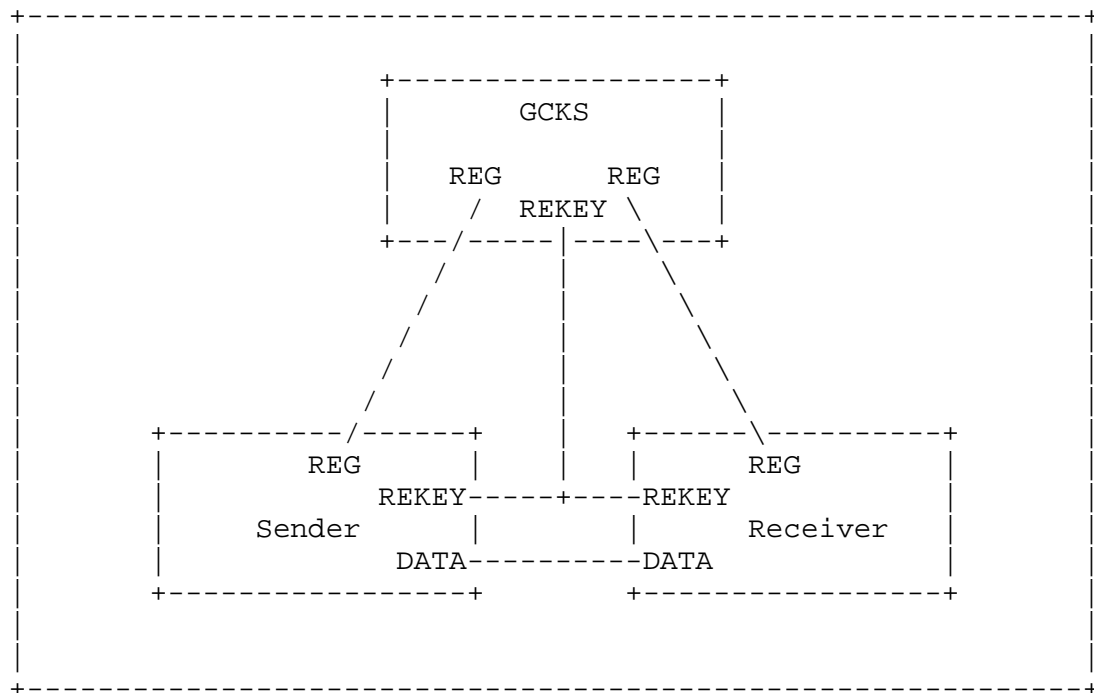 GCKS
REG REG
REKEY
REG REG
REKEY REKEY
Sender Receiver
DATA DATA